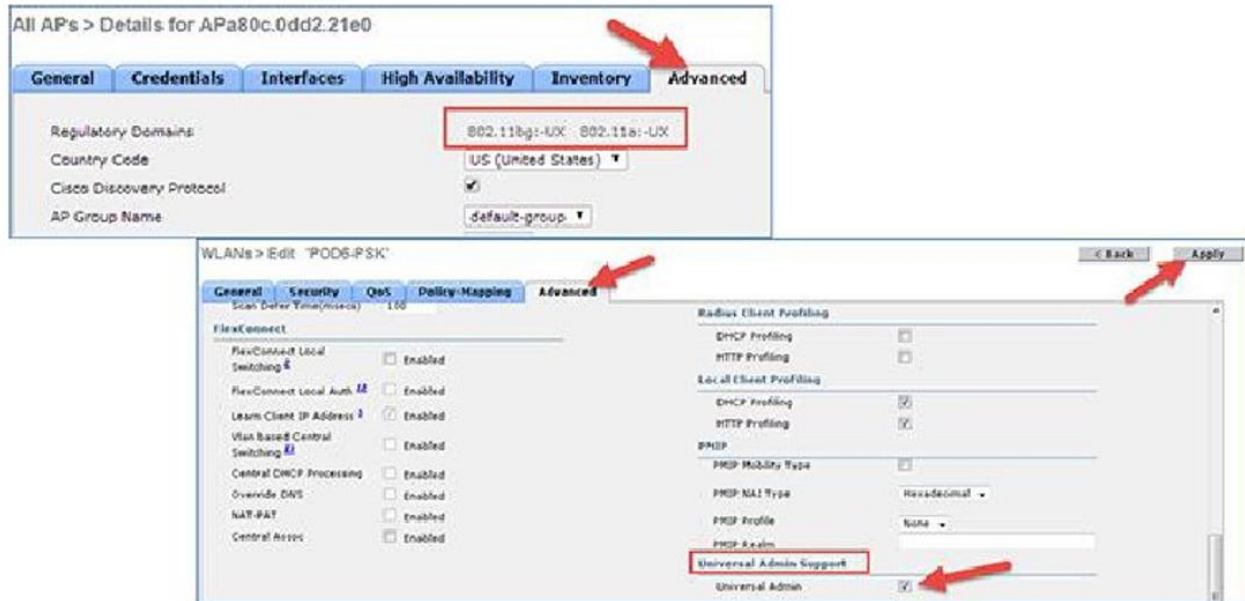 All AP's > Details for APa80c.0dd2.21e0
General Credentials Interfaces High Availability Inventory Advanced
Regulatory Domains 802.11bg:-UX 802.11a:-UX
Country Code US (United States)
Cisco Discovery Protocol
AP Group Name default-group
WLANs > Edit 'POD6-PSK'
< Back Apply
General Security QoS Policy-Mapping Advanced
Scan Defer Time(msecs) 100
FlexConnect
FlexConnect Local
Switching 2 Enabled
FlexConnect Local Auth 12 Enabled
Learn Client IP Address Enabled
Vlan based Central
Switching Enabled
Central DHCP Processing Enabled
Override DNS Enabled
NAT-PAT Enabled
Central Assoc Enabled
Radius Client Profiling
DHCP Profiling
HTTP Profiling
Local Client Profiling
DHCP Profiling
HTTP Profiling
PMIP
PMIP Mobility Type
PMIP NAI Type Hexadecimal
PMIP Profile None
PMIP Realm
Universal Admin Support
Universal Admin